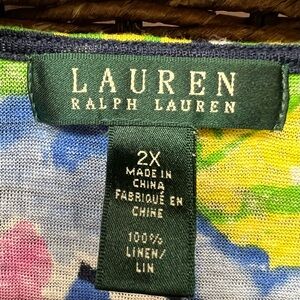 LAUREN
RALPH LAUREN
2X
MADE IN
CHINA
FABRIQUÉ EN
CHINE
100%
LINEN/
LIN